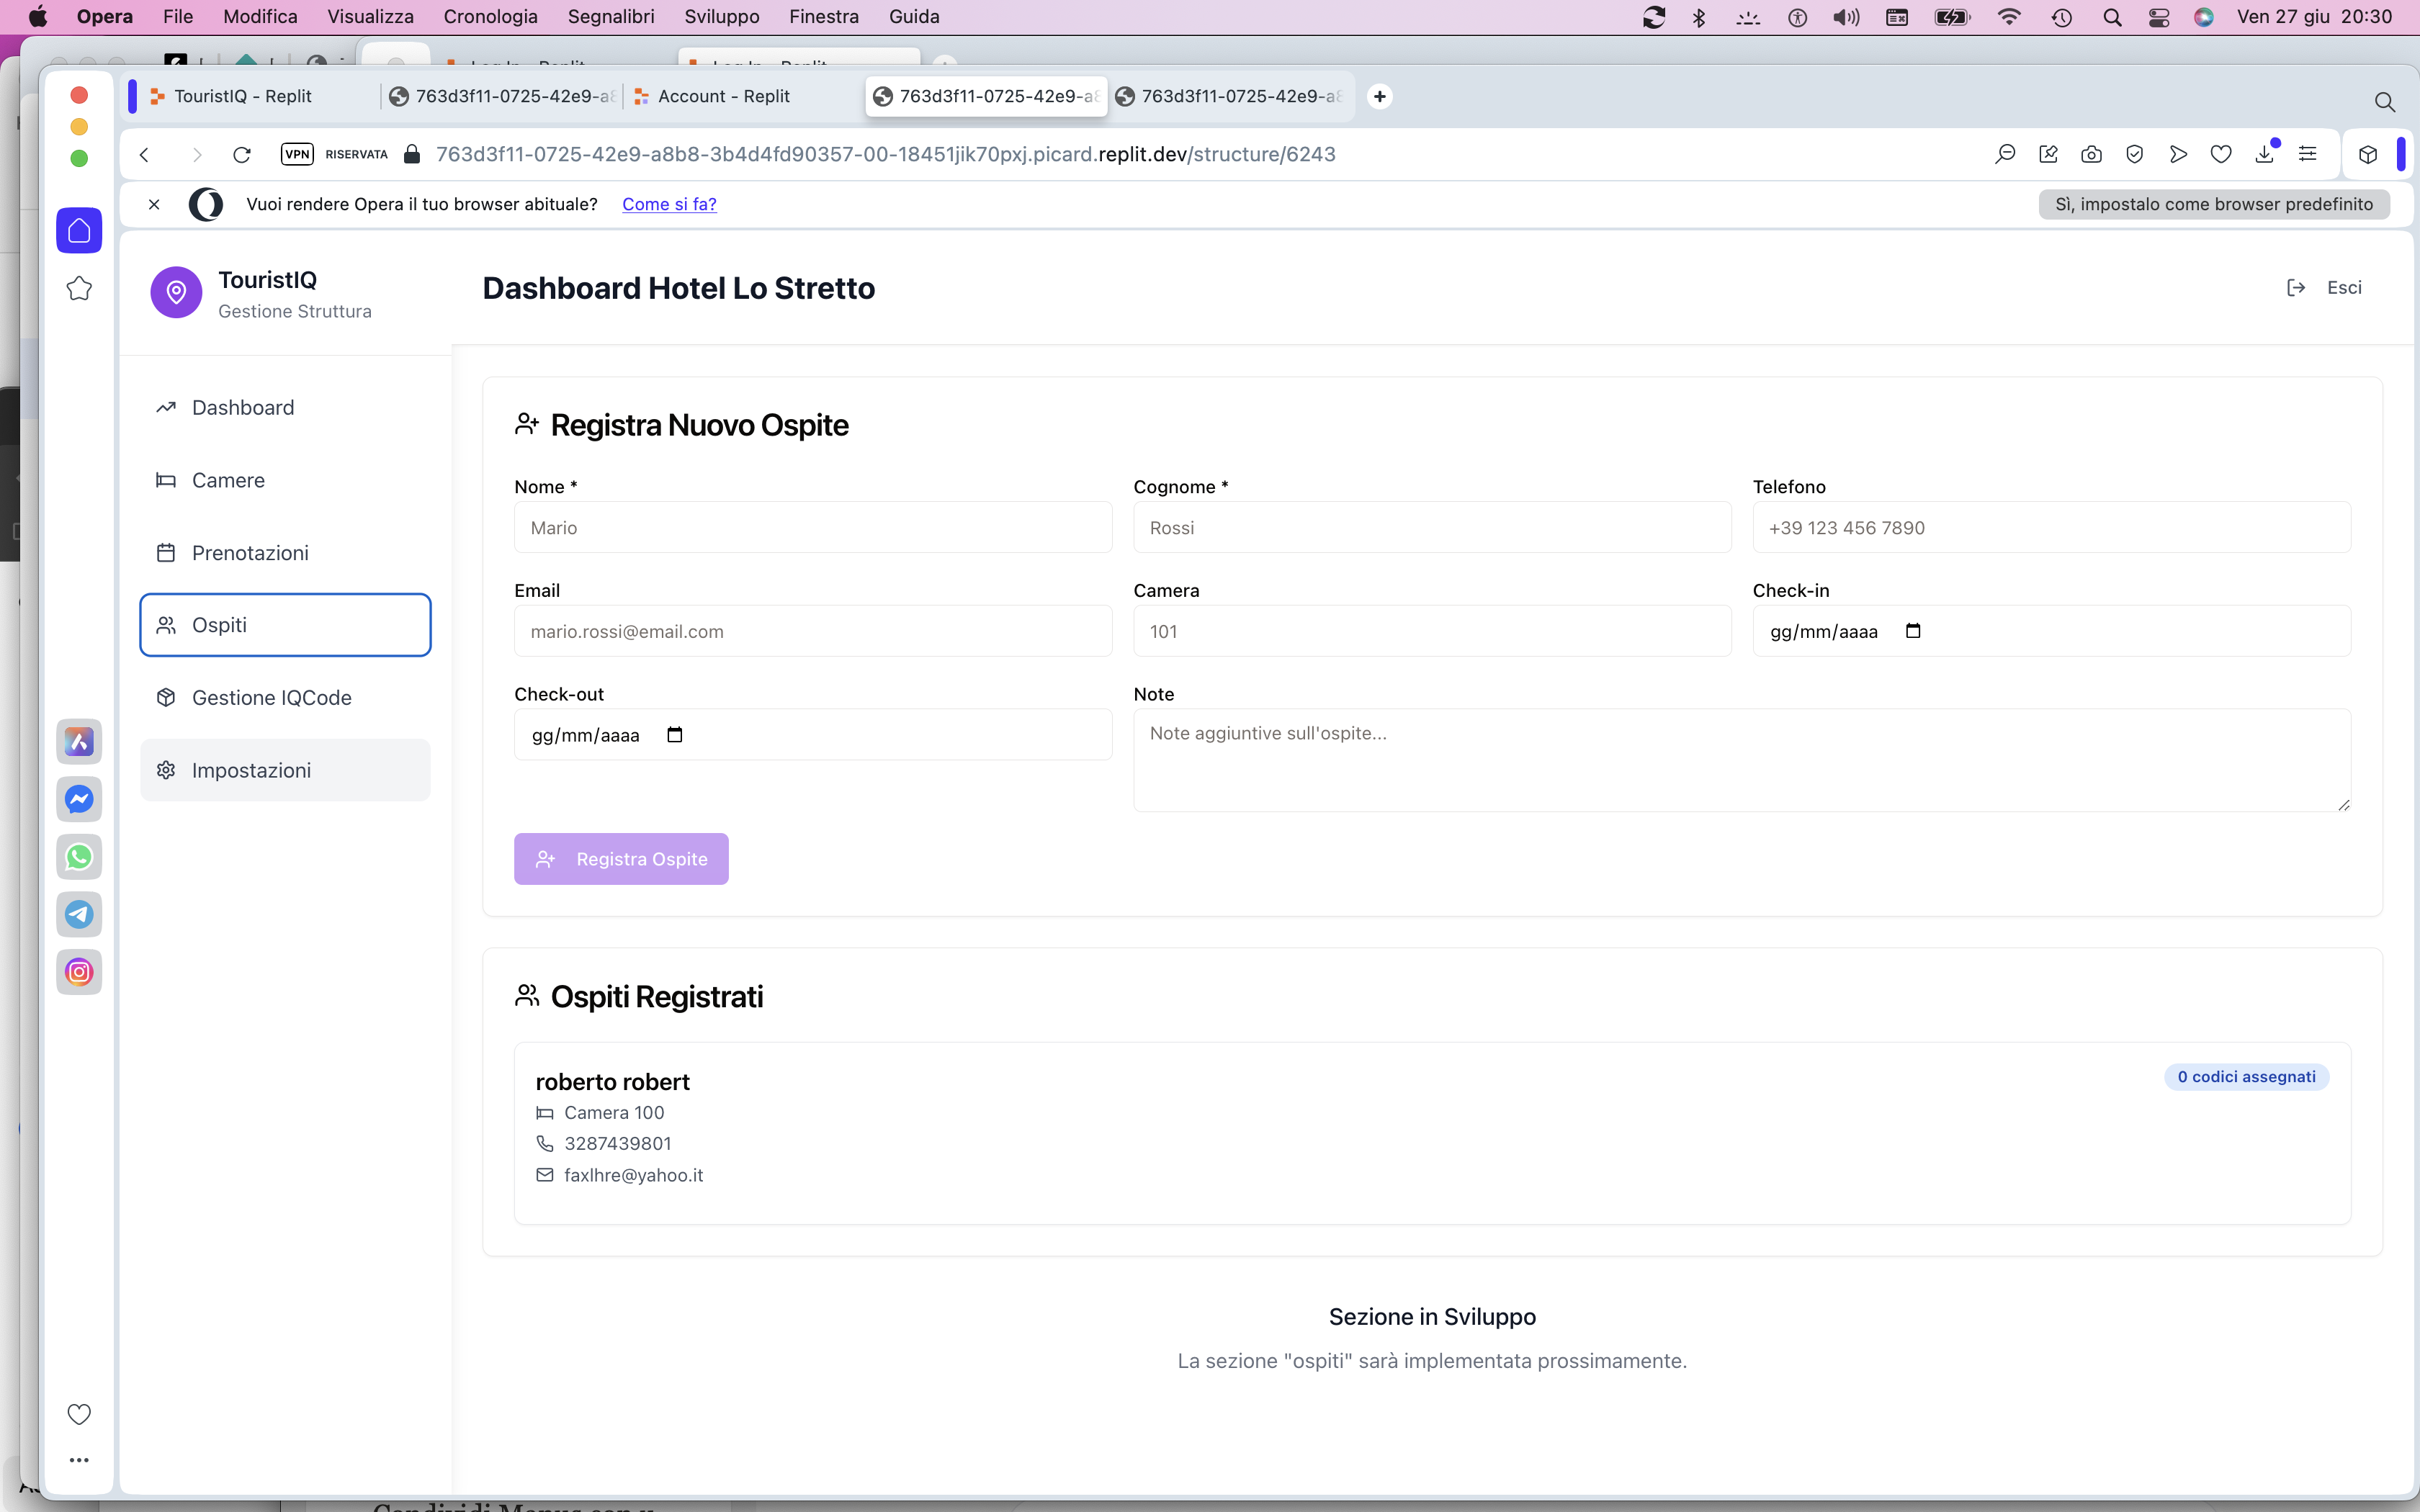 Opera File Modifica Visualizza Cronologia Segnalibri Sviluppo Finestra Guida Ven 27 giu 20:30
TouristIQ - Replit 763d3f11-0725-42e9-a8 Account - Replit 763d3f11-0725-42e9-a8 763d3f11-0725-42e9-a8
VPN RISERVATA 763d3f11-0725-42e9-a8b8-3b4d4fd90357-00-18451jik70pxj.picard.replit.dev/structure/6243
Vuoi rendere Opera il tuo browser abituale? Come si fa? Sì, impostalo come browser predefinito
TouristIQ
Gestione Struttura
Dashboard Hotel Lo Stretto
Esci
Dashboard
Camere
Prenotazioni
Ospiti
Gestione IQCode
Impostazioni
Registra Nuovo Ospite
Nome * Cognome * Telefono
Mario Rossi +39 123 456 7890
Email Camera Check-in
mario.rossi@email.com 101 gg/mm/aaaa
Check-out Note
gg/mm/aaaa Note aggiuntive sull'ospite...
Registra Ospite
Ospiti Registrati
roberto robert 0 codici assegnati
Camera 100
3287439801
faxlhre@yahoo.it
Sezione in Sviluppo
La sezione "ospiti" sarà implementata prossimamente.